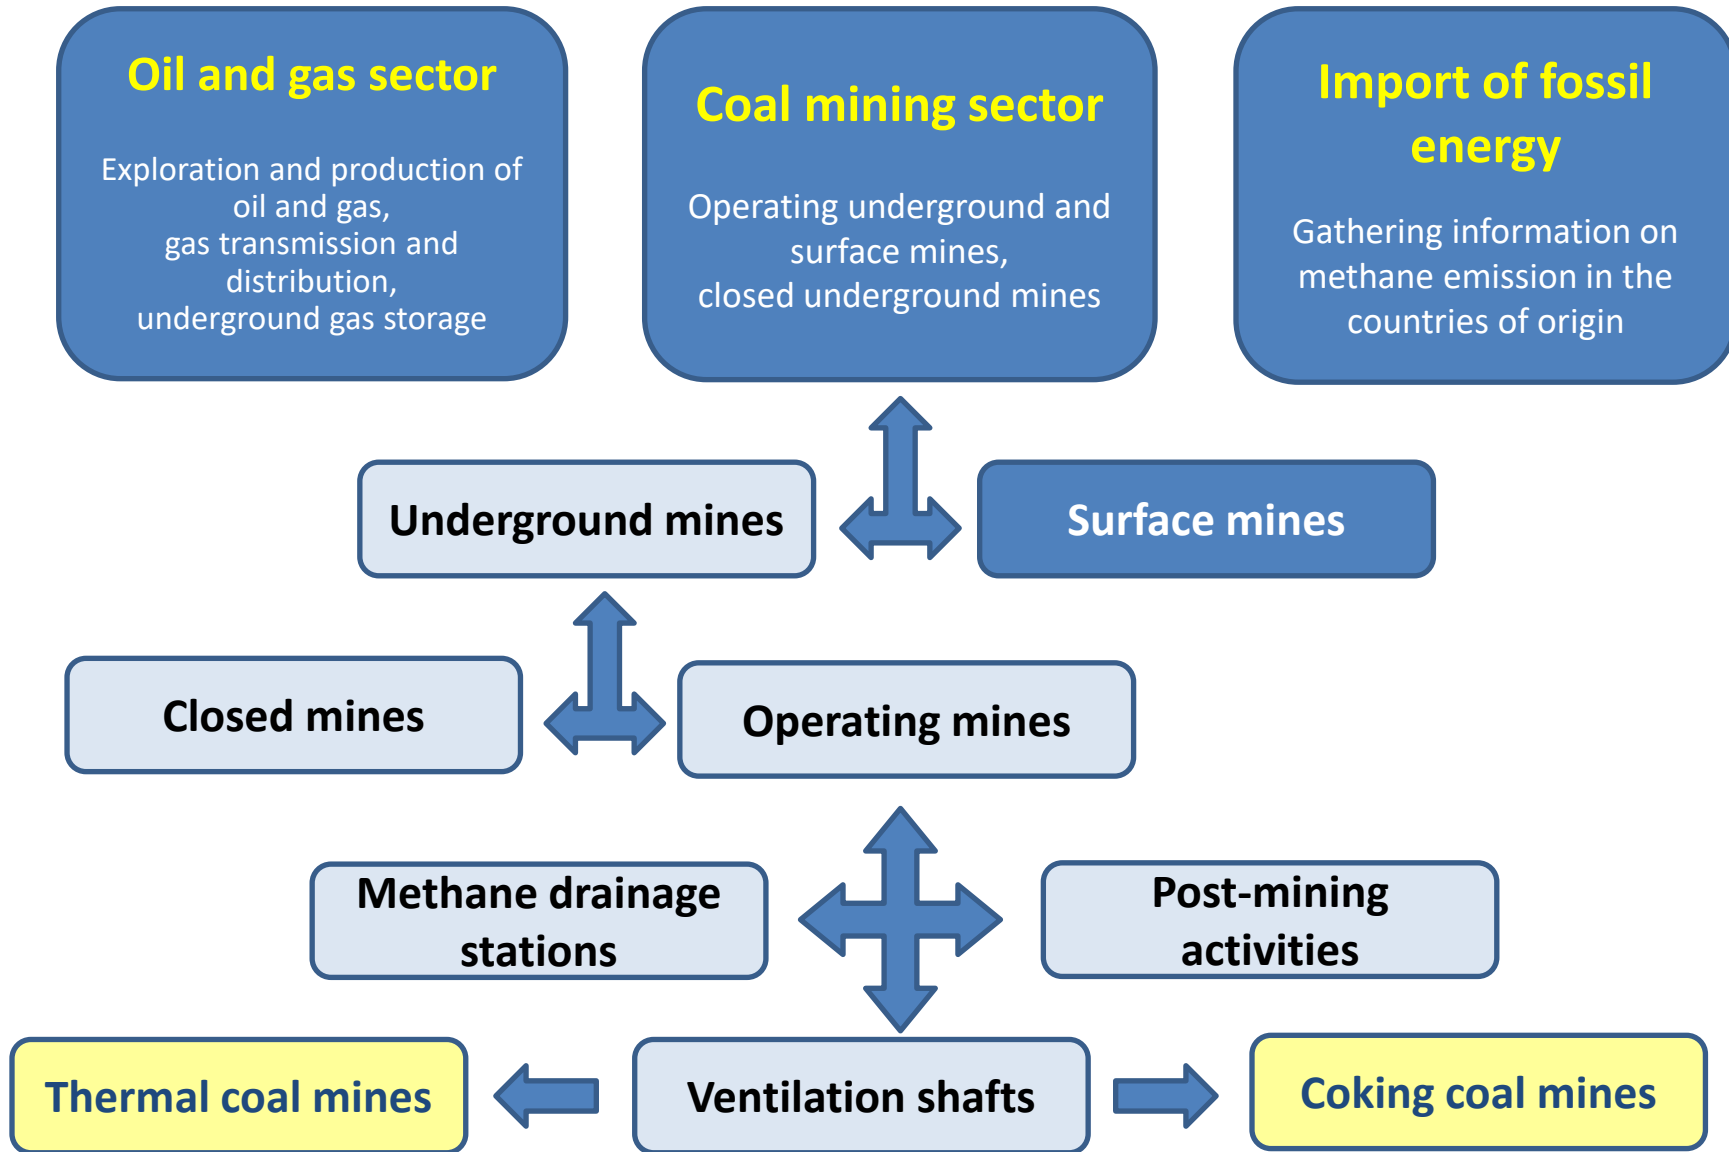 Oil and gas sector
Exploration and production of
oil and gas,
gas transmission and
distribution,
underground gas storage
Coal mining sector
Operating underground and
surface mines,
closed underground mines
Import of fossil
energy
Gathering information on
methane emission in the
countries of origin
Underground mines
Surface mines
Closed mines
Operating mines
Methane drainage
stations
Post-mining
activities
Thermal coal mines
Ventilation shafts
Coking coal mines